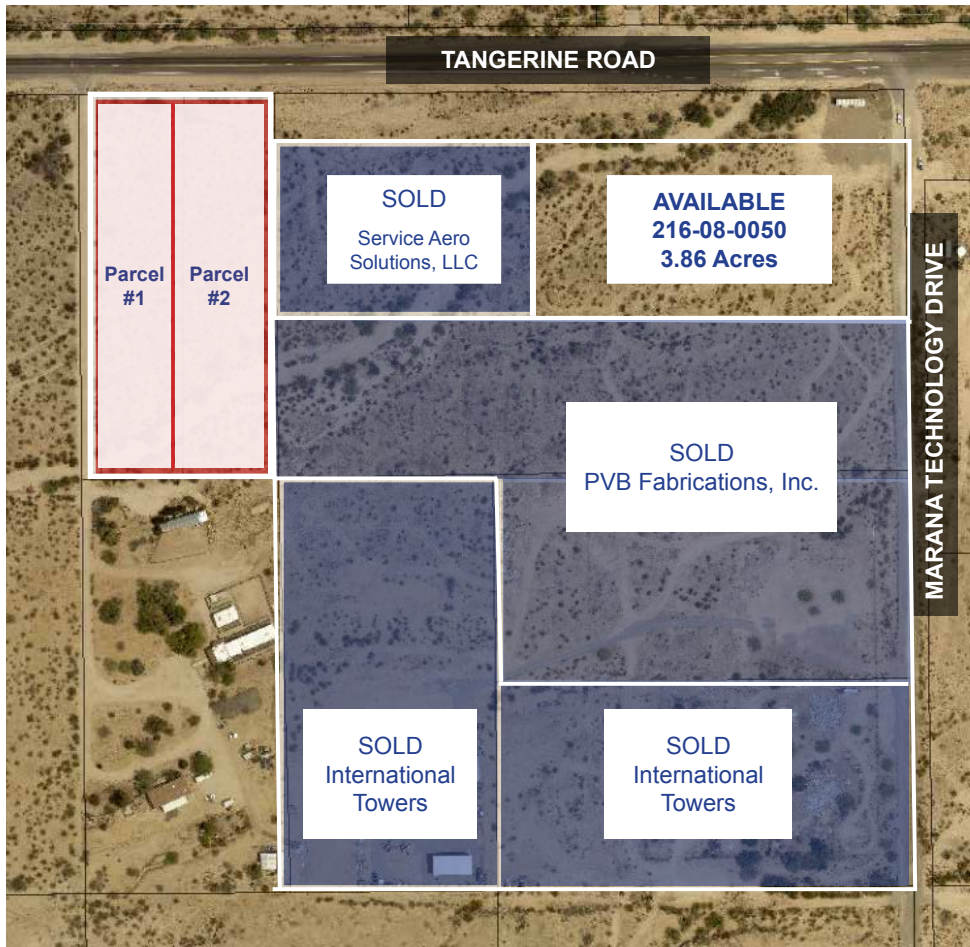 TANGERINE ROAD
SOLD
Service Aero
Solutions, LLC
AVAILABLE
216-08-0050
3.86 Acres
Parcel
#1
Parcel
#2
MARANA TECHNOLOGY DRIVE
SOLD
PVB Fabrications, Inc.
SOLD
International
Towers
SOLD
International
Towers